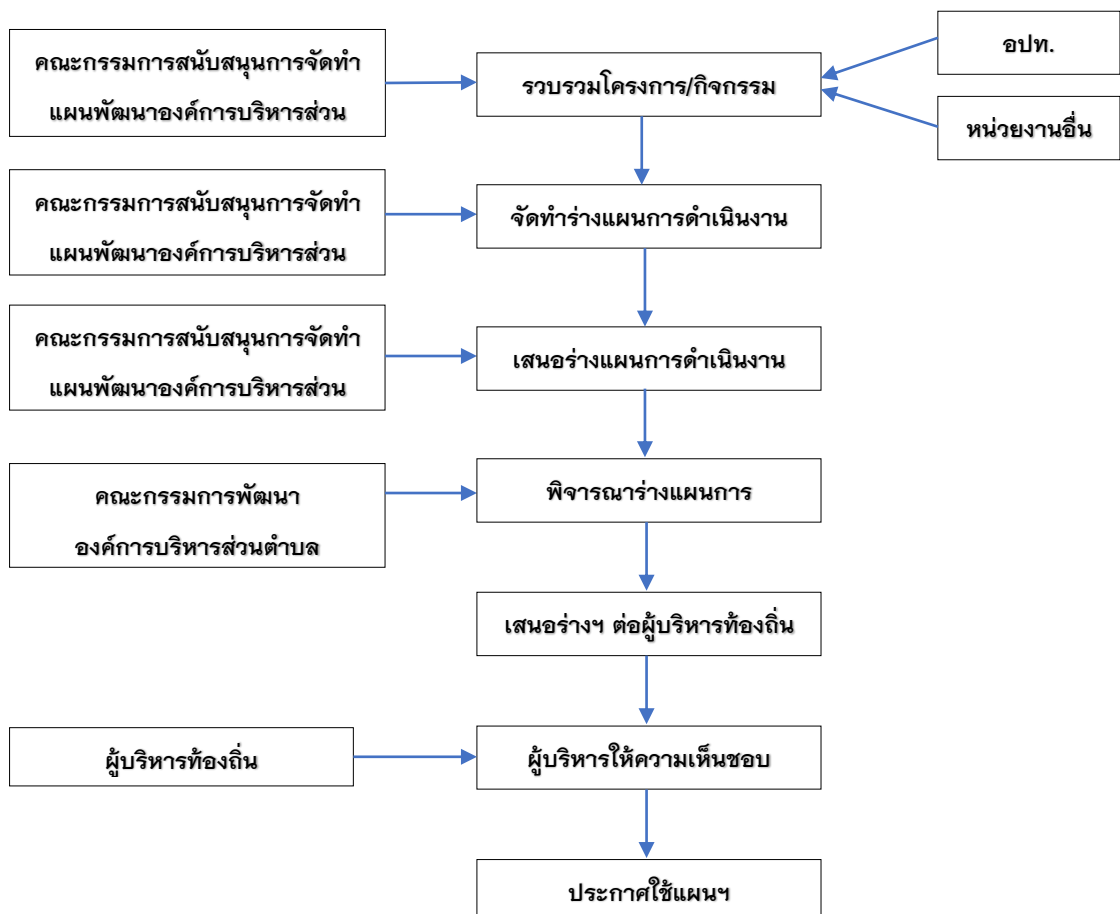 คณะกรรมการสนับสนุนการจัดทำ
แผนพัฒนาองค์การบริหารส่วน
รวบรวมโครงการ/กิจกรรม
อปท.
หน่วยงานอื่น
คณะกรรมการสนับสนุนการจัดทำ
แผนพัฒนาองค์การบริหารส่วน
จัดทำร่างแผนการดำเนินงาน
คณะกรรมการสนับสนุนการจัดทำ
แผนพัฒนาองค์การบริหารส่วน
เสนอร่างแผนการดำเนินงาน
คณะกรรมการพัฒนา
องค์การบริหารส่วนตำบล
พิจารณาร่างแผนการ
เสนอร่างฯ ต่อผู้บริหารท้องถิ่น
ผู้บริหารท้องถิ่น
ผู้บริหารให้ความเห็นชอบ
ประกาศใช้แผนฯ